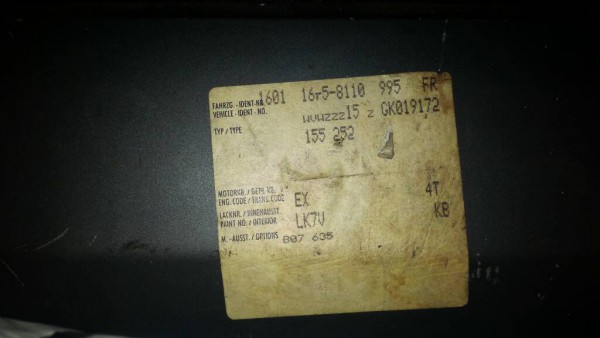 1601 16r5-8110 995 FR
FAHRZG.-IDENT-NR.
VEHICLE-IDENT-NO. WVWZZZ15 Z GK019172
TYP/TYPE 155 252
MOTORKB./GETR.KB.
ENG.CODE/TRANS.CODE EX 4T
LACKNR./INNENAUSST.
PAINT NO./INTERIOR LK7V KB
M.-AUSST./OPTIONS B07 635